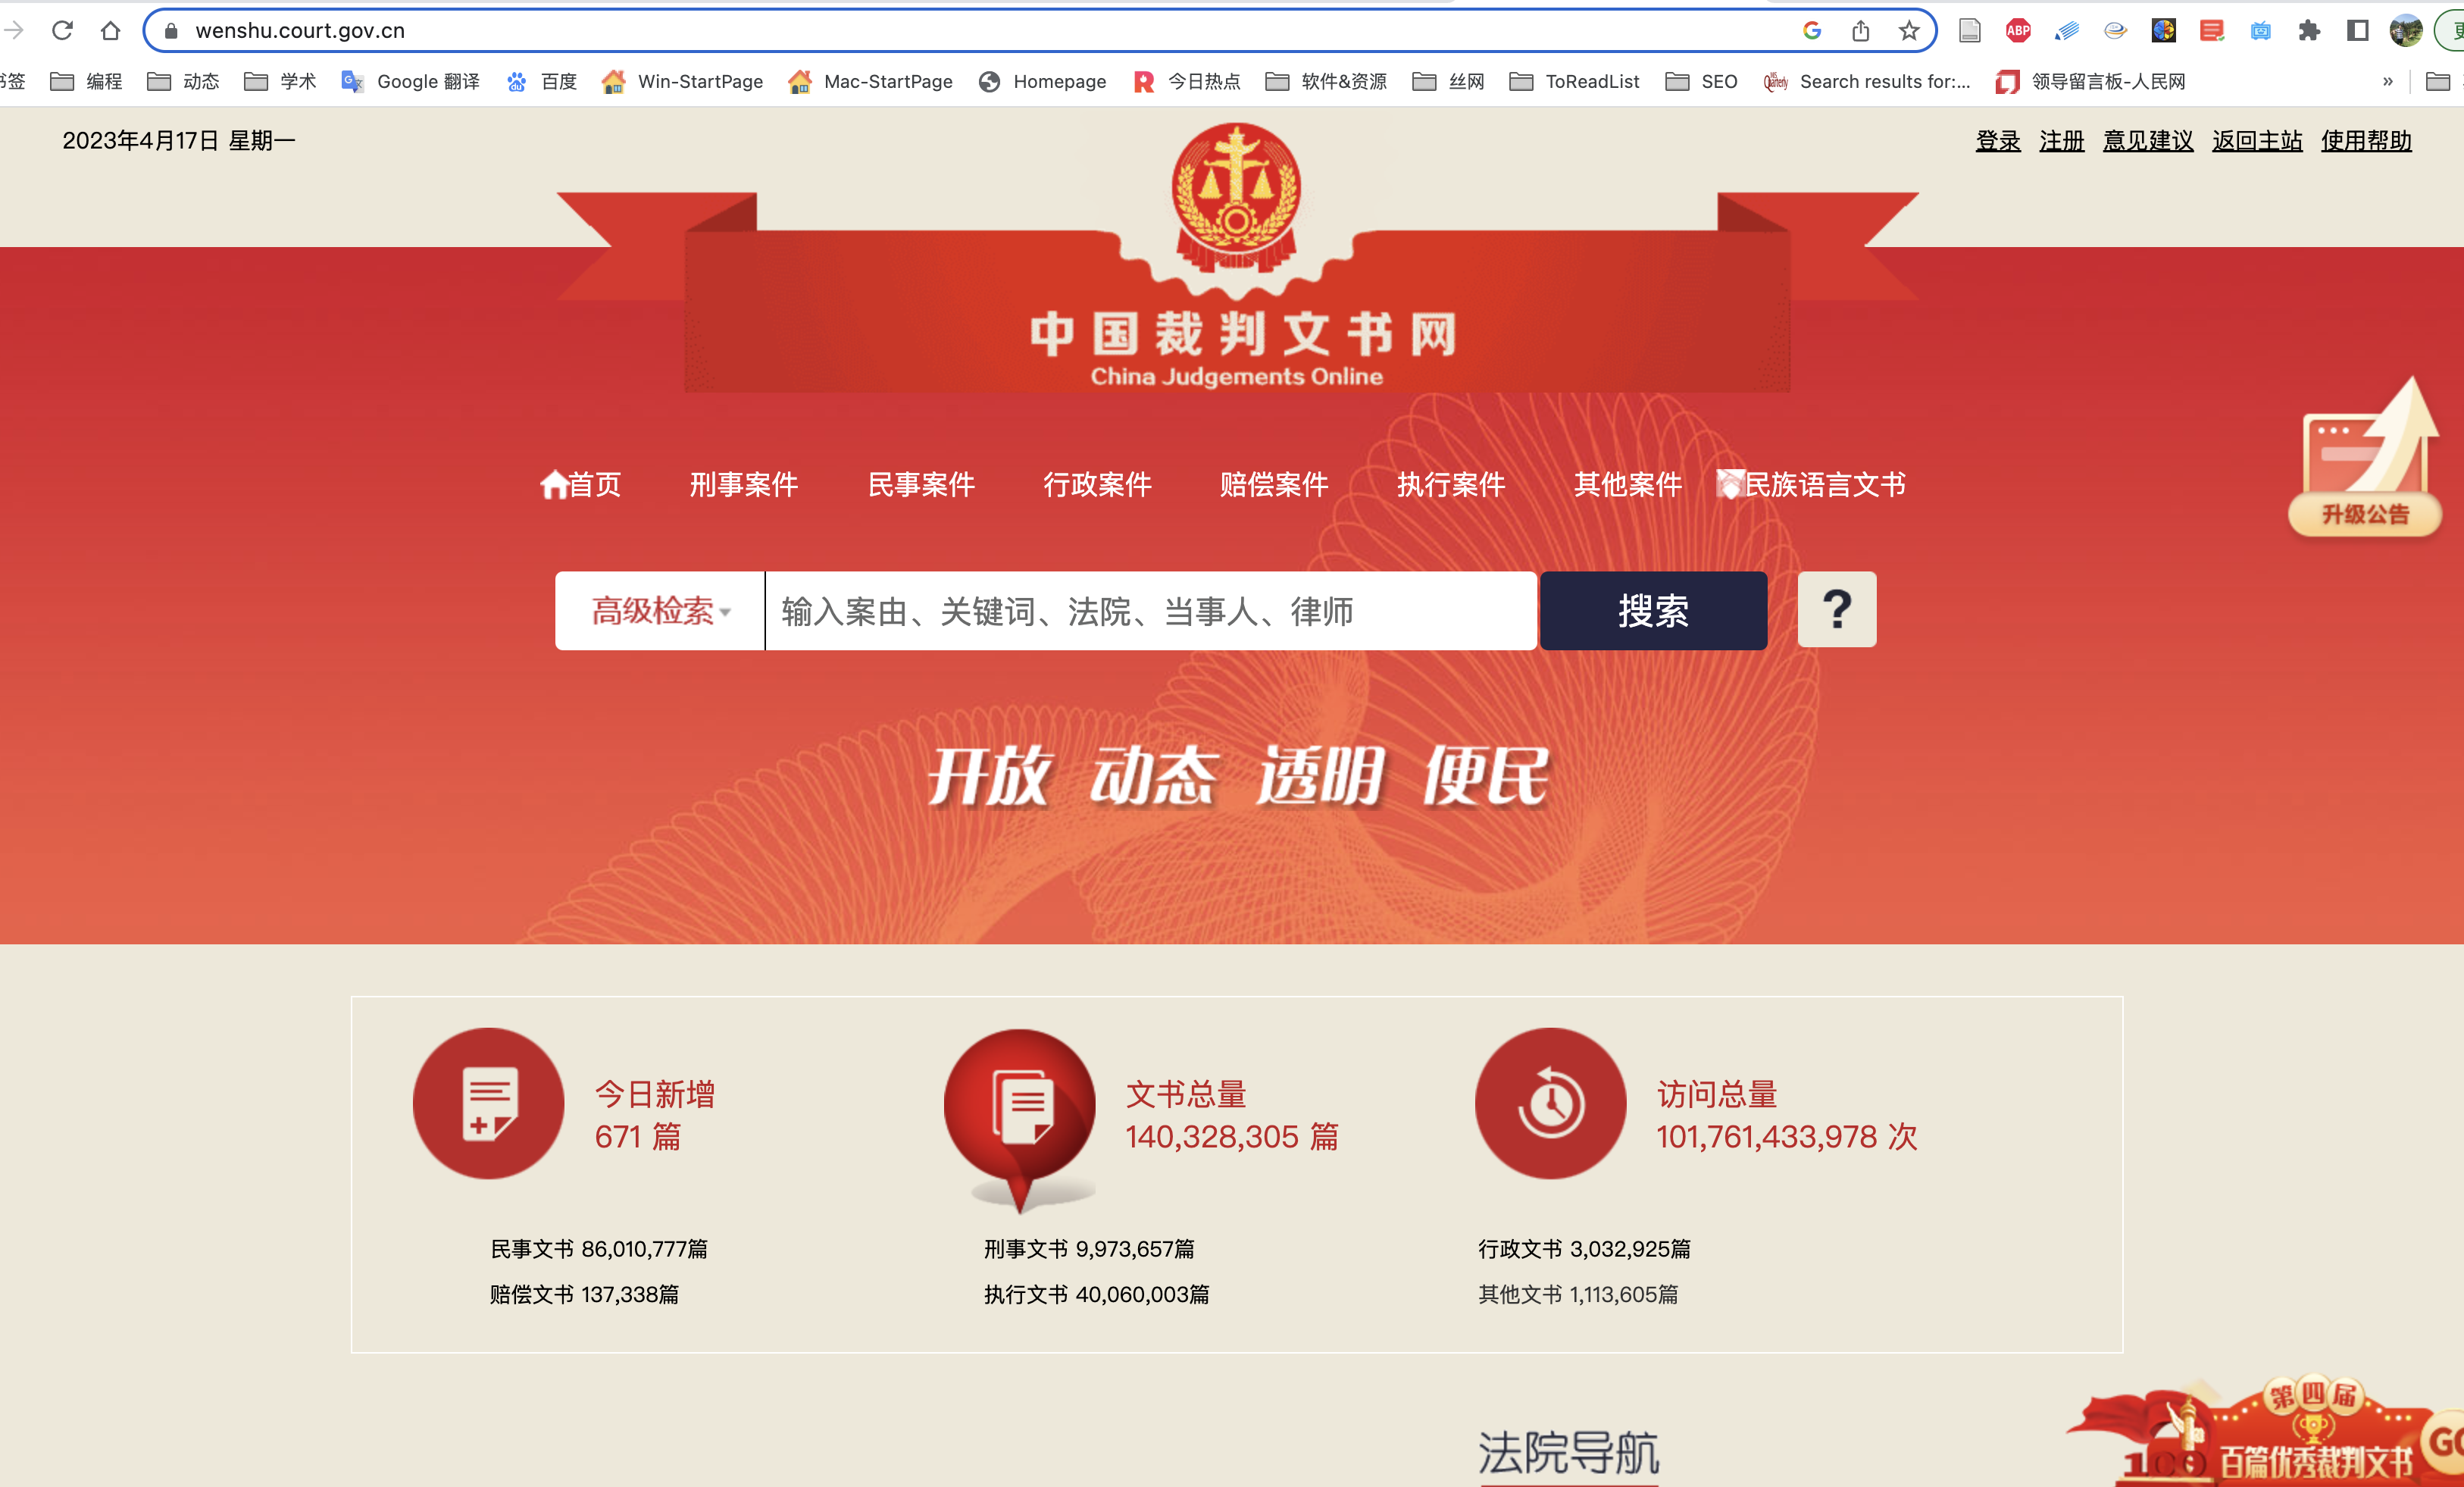 wenshu.court.gov.cn
ABP
书签 编程 动态 学术 Google 翻译 百度 Win-StartPage Mac-StartPage Homepage 今日热点 软件&资源 丝网 ToReadList SEO Search results for:... 领导留言板-人民网 »
2023年4月17日 星期一
登录 注册 意见建议 返回主站 使用帮助
中国裁判文书网
China Judgements Online
首页 刑事案件 民事案件 行政案件 赔偿案件 执行案件 其他案件 民族语言文书
升级公告
高级检索 输入案由、关键词、法院、当事人、律师 搜索 ?
开放 动态 透明 便民
今日新增
671 篇
文书总量
140,328,305 篇
访问总量
101,761,433,978 次
民事文书 86,010,777篇 刑事文书 9,973,657篇 行政文书 3,032,925篇
赔偿文书 137,338篇 执行文书 40,060,003篇 其他文书 1,113,605篇
法院导航
第四届
100 百篇优秀裁判文书